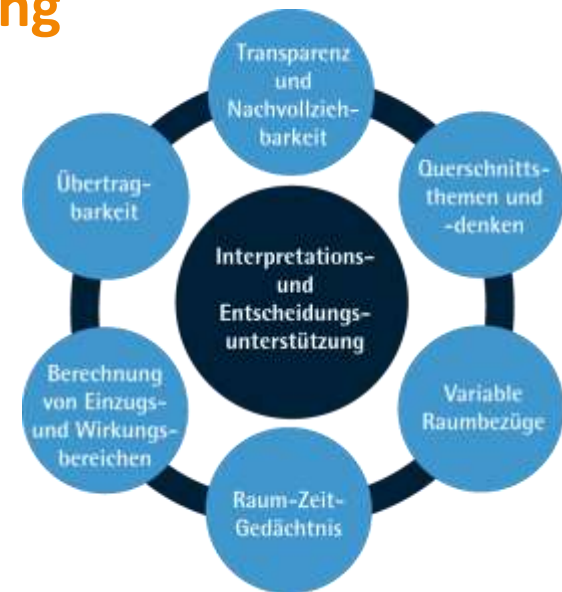 ng
Transparenz
und
Nachvollzieh-
barkeit
Querschnitts-
themen und
-denken
Variable
Raumbezüge
Raum-Zeit-
Gedächtnis
Berechnung
von Einzugs-
und Wirkungs-
bereichen
Übertrag-
barkeit
Interpretations-
und
Entscheidungs-
unterstützung